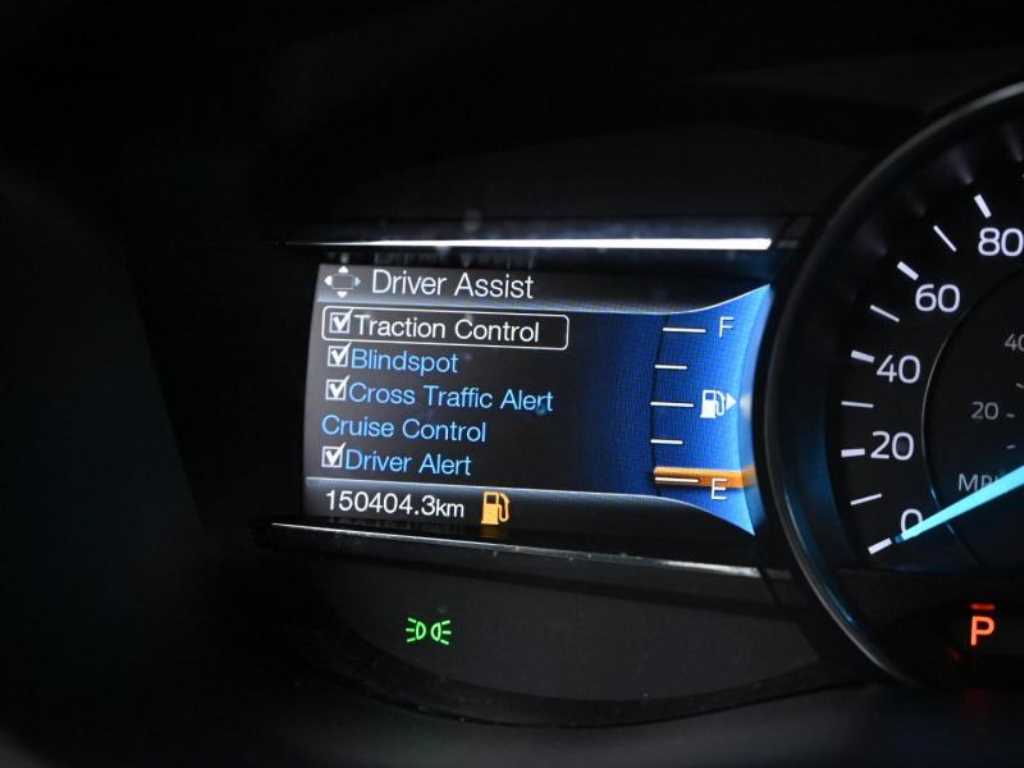 Driver Assist
Traction Control
Blindspot
Cross Traffic Alert
Cruise Control
Driver Alert
150404.3km
F
E
80
60
40
20
0
40
20
P